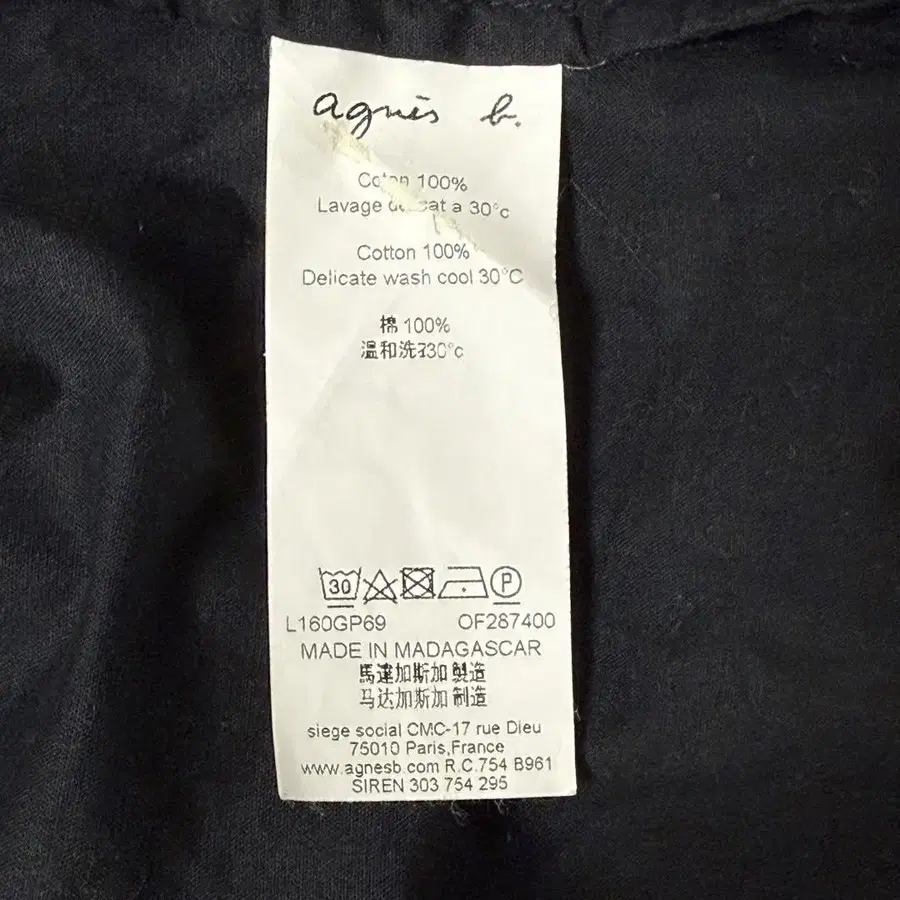 agnès b.
Coton 100%
Lavage a 30°c
Cotton 100%
Delicate wash cool 30°C
棉 100%
温和洗孑30°c
30 P
L160GP69 OF287400
MADE IN MADAGASCAR
馬達加斯加製造
马达加斯加制造
siege social CMC-17 rue Dieu
75010 Paris,France
www.agnesb.com R.C.754 B961
SIREN 303 754 295